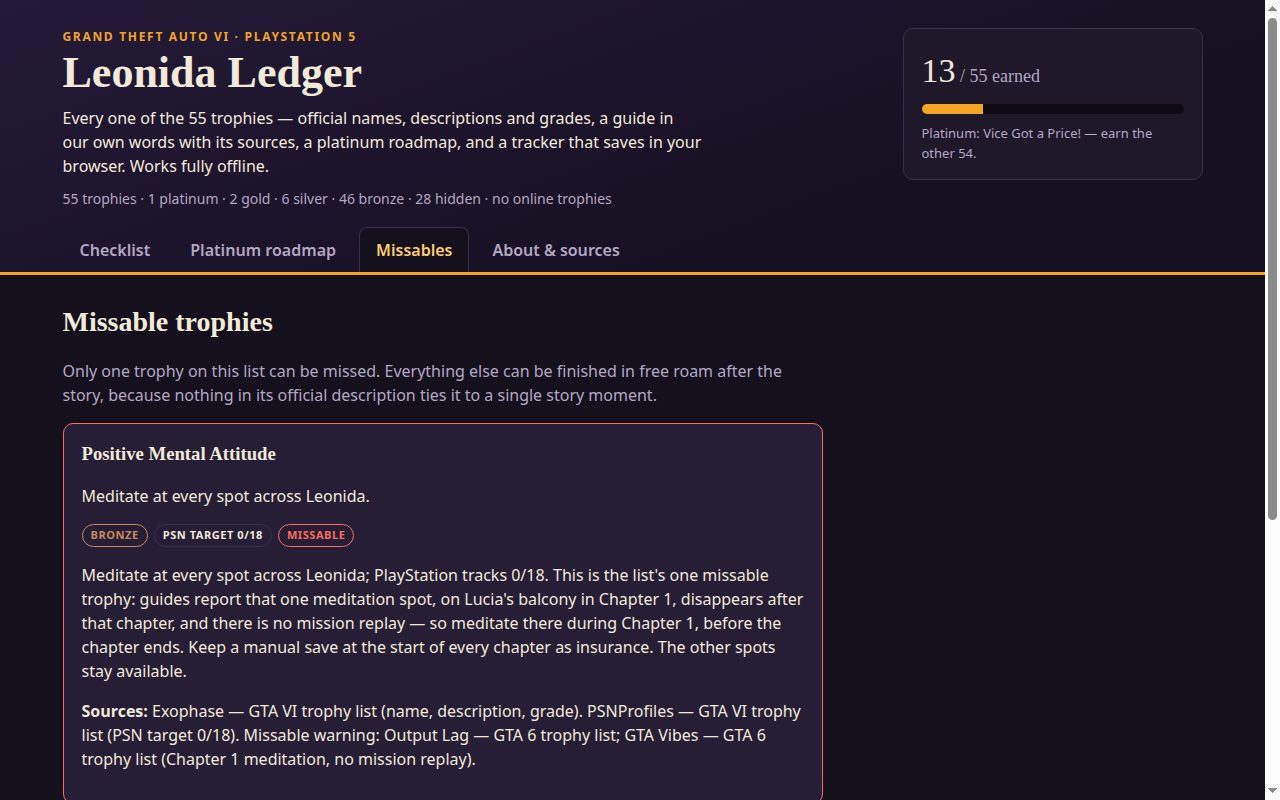 GRAND THEFT AUTO VI · PLAYSTATION 5
Leonida Ledger
Every one of the 55 trophies — official names, descriptions and grades, a guide in
our own words with its sources, a platinum roadmap, and a tracker that saves in your
browser. Works fully offline.
55 trophies · 1 platinum · 2 gold · 6 silver · 46 bronze · 28 hidden · no online trophies
13 / 55 earned
Platinum: Vice Got a Price! — earn the
other 54.
Checklist
Platinum roadmap
Missables
About & sources
Missable trophies
Only one trophy on this list can be missed. Everything else can be finished in free roam after the
story, because nothing in its official description ties it to a single story moment.
Positive Mental Attitude
Meditate at every spot across Leonida.
BRONZE
PSN TARGET 0/18
MISSABLE
Meditate at every spot across Leonida; PlayStation tracks 0/18. This is the list's one missable
trophy: guides report that one meditation spot, on Lucia's balcony in Chapter 1, disappears after
that chapter, and there is no mission replay — so meditate there during Chapter 1, before the
chapter ends. Keep a manual save at the start of every chapter as insurance. The other spots
stay available.
Sources: Exophase — GTA VI trophy list (name, description, grade). PSNProfiles — GTA VI trophy
list (PSN target 0/18). Missable warning: Output Lag — GTA 6 trophy list; GTA Vibes — GTA 6
trophy list (Chapter 1 meditation, no mission replay).